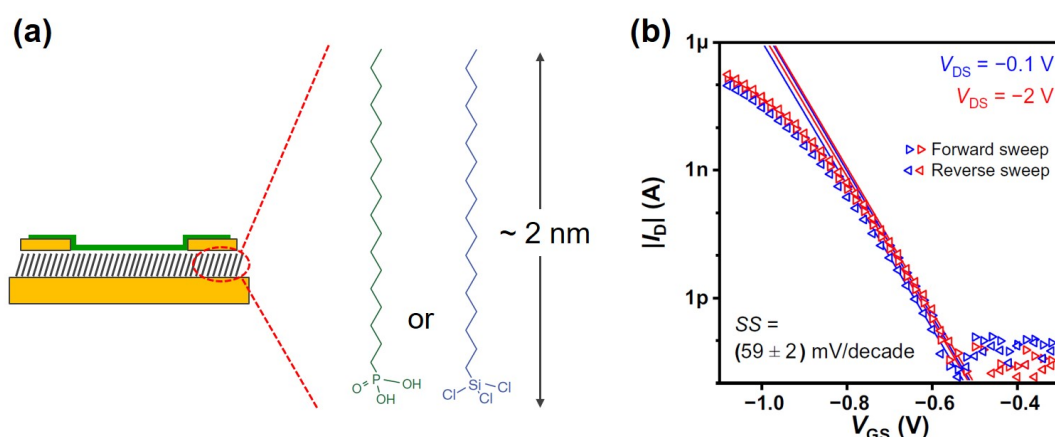 (a)
or
~ 2 nm
P
O
OH
OH
Si
Cl
Cl
Cl
(b)
1µ
1n
1p
|I_D| (A)
V_DS = −0.1 V
V_DS = −2 V
Forward sweep
Reverse sweep
SS =
(59 ± 2) mV/decade
−1.0 −0.8 −0.6 −0.4
V_GS (V)